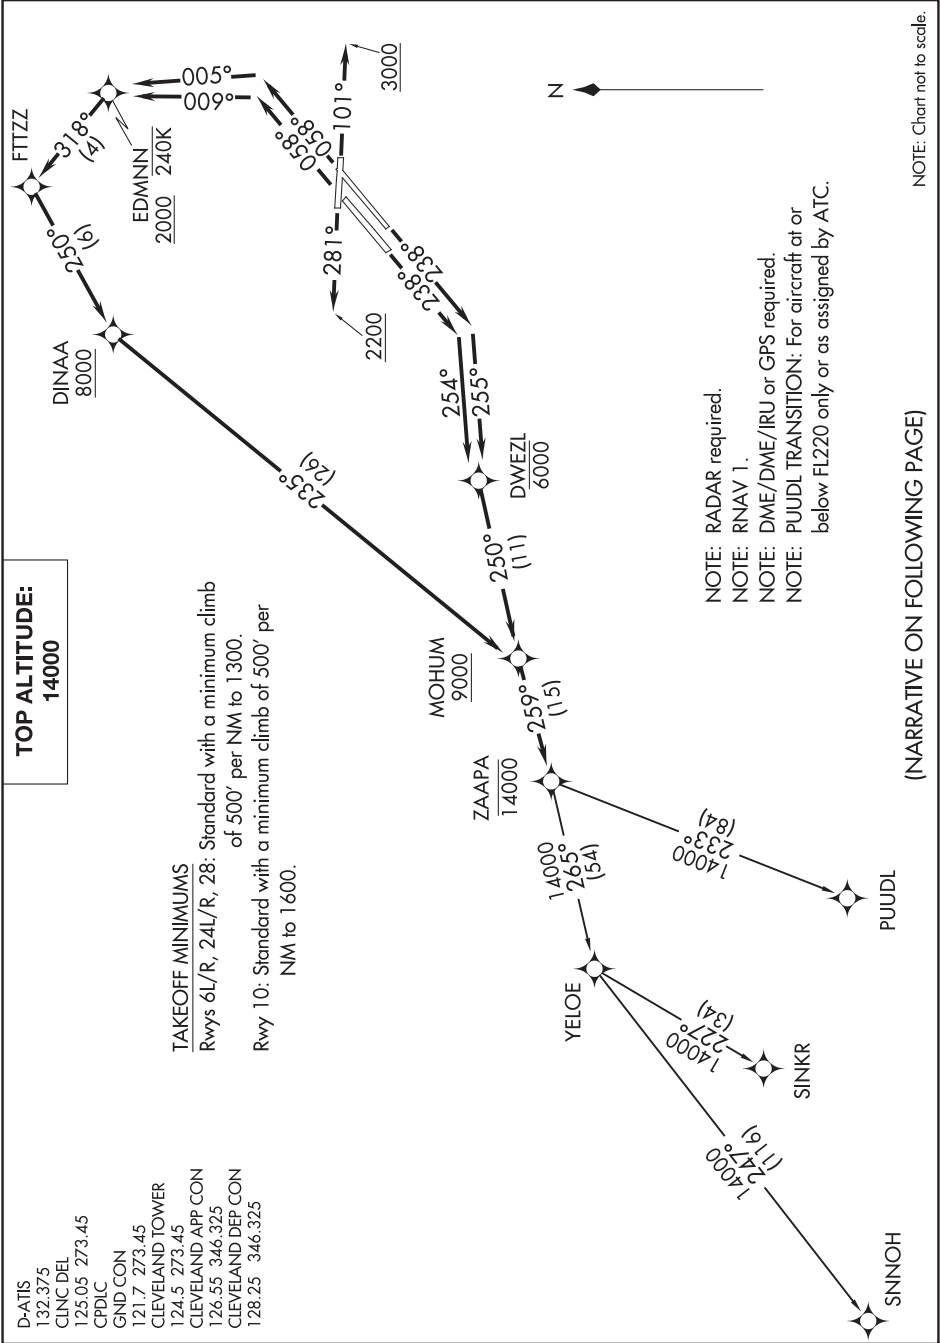 TOP ALTITUDE:
14000
D-ATIS
132.375
CLNC DEL
125.05 273.45
CPDLC
GND CON
121.7 273.45
CLEVELAND TOWER
124.5 273.45
CLEVELAND APP CON
126.55 346.325
CLEVELAND DEP CON
128.25 346.325
TAKEOFF MINIMUMS
Rwys 6L/R, 24L/R, 28: Standard with a minimum climb
of 500' per NM to 1300.
Rwy 10: Standard with a minimum climb of 500' per
NM to 1600.
FTTZZ
318°
(4)
EDMNN
2000 240K
005°
009°
058°
058°
101°
3000
281°
2200
238°
238°
250°
(6)
DINAA
8000
235°
(26)
254°
255°
DWEZL
6000
250°
(11)
MOHUM
9000
259°
(15)
ZAAPA
14000
14000
265°
(54)
14000
233°
(84)
PUUDL
YELOE
14000
227°
(34)
SINKR
14000
247°
(116)
SNNOH
N
NOTE: RADAR required.
NOTE: RNAV 1.
NOTE: DME/DME/IRU or GPS required.
NOTE: PUUDL TRANSITION: For aircraft at or
below FL220 only or as assigned by ATC.
(NARRATIVE ON FOLLOWING PAGE)
NOTE: Chart not to scale.